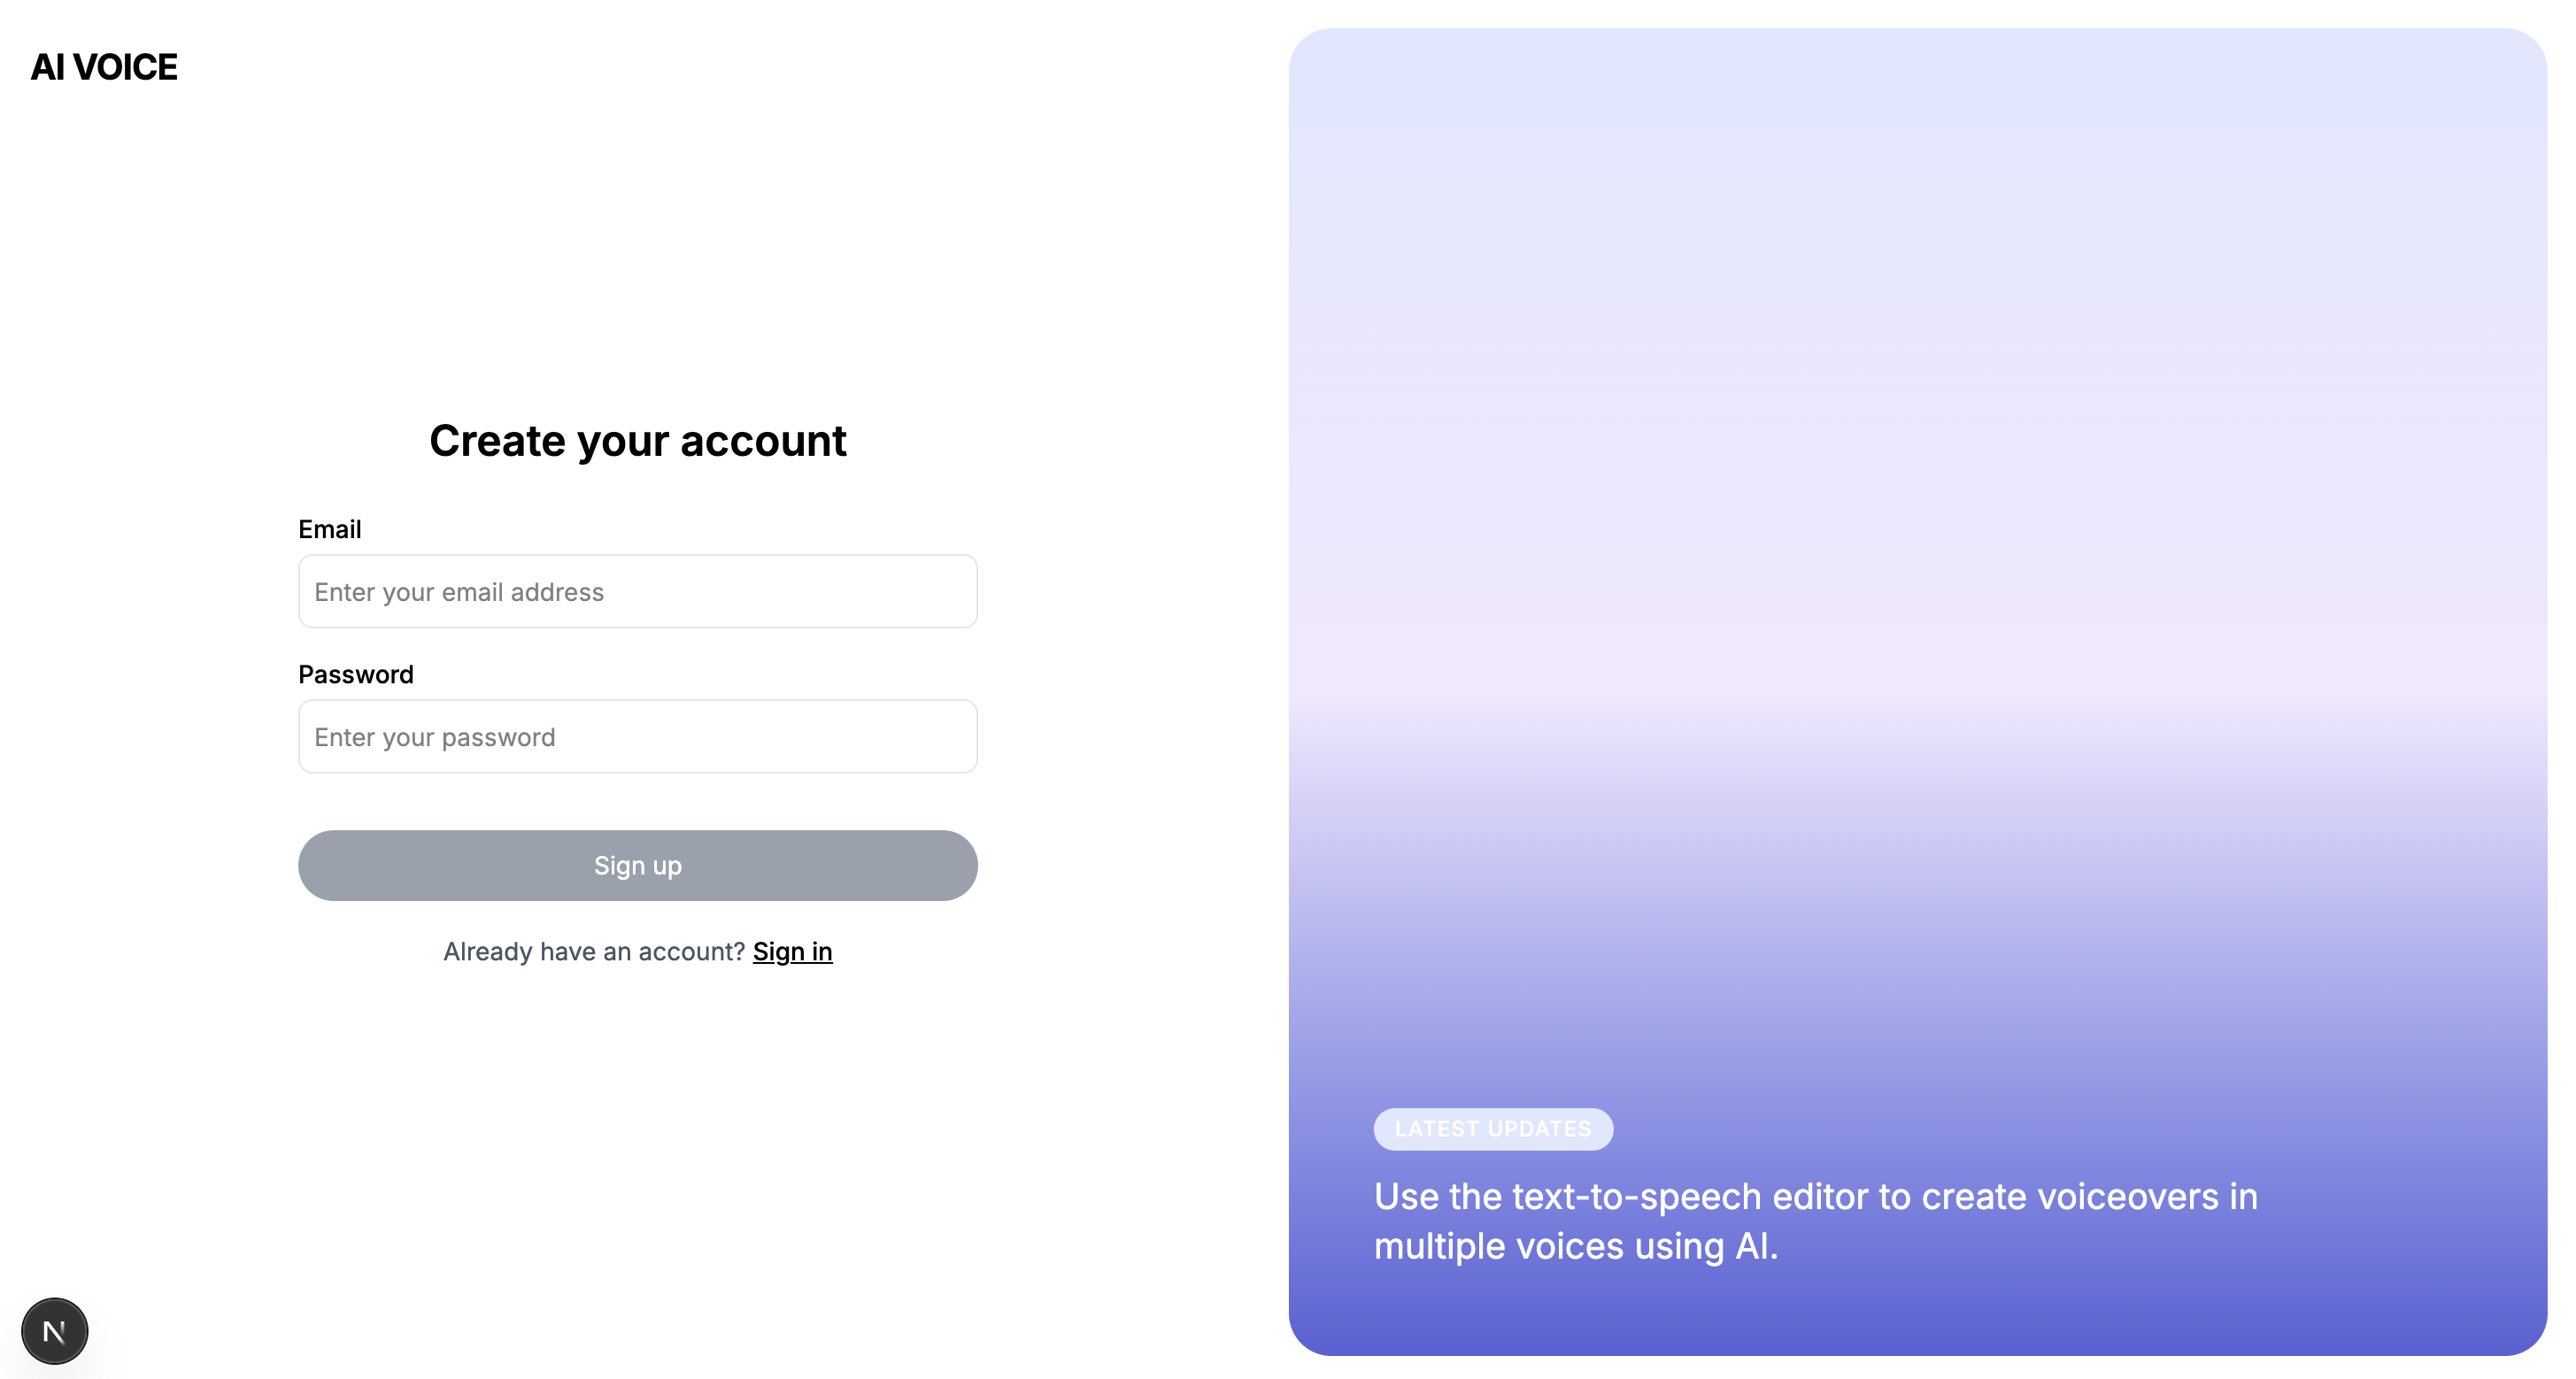 AI VOICE
Create your account
Email
Enter your email address
Password
Enter your password
Sign up
Already have an account? Sign in
N
LATEST UPDATES
Use the text-to-speech editor to create voiceovers in
multiple voices using AI.